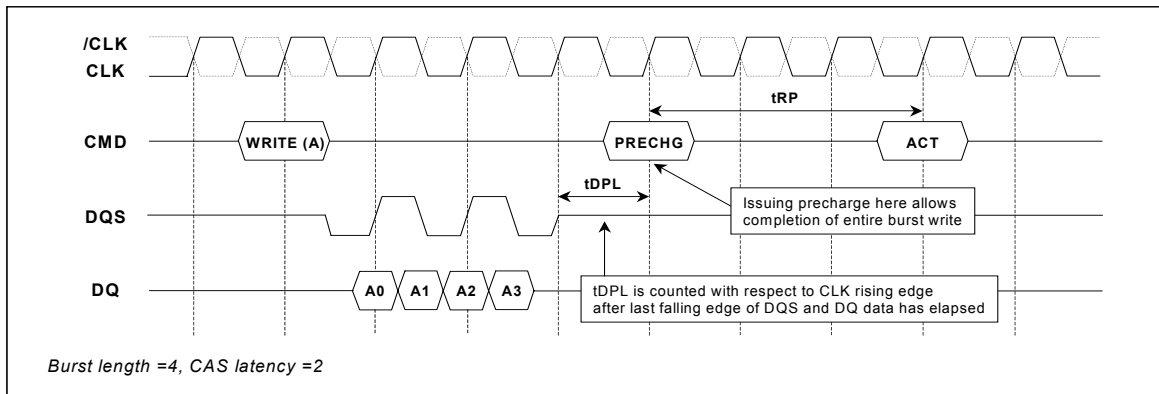 /CLK
CLK
tRP
CMD
WRITE (A)
PRECHG
ACT
tDPL
DQS
Issuing precharge here allows
completion of entire burst write
DQ
A0
A1
A2
A3
tDPL is counted with respect to CLK rising edge
after last falling edge of DQS and DQ data has elapsed
Burst length =4, CAS latency =2